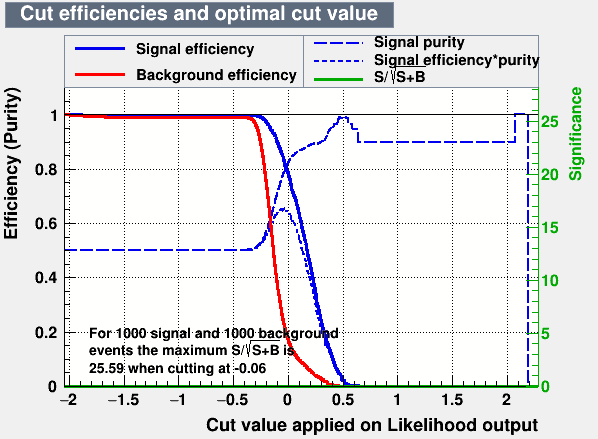 Cut efficiencies and optimal cut value
Signal efficiency
Background efficiency
Signal purity
Signal efficiency*purity
S/√S+B
Efficiency (Purity)
1
0.8
0.6
0.4
0.2
0
25
20
15
10
5
0
Significance
For 1000 signal and 1000 background
events the maximum S/√S+B is
25.59 when cutting at -0.06
−2 −1.5 −1 −0.5 0 0.5 1 1.5 2
Cut value applied on Likelihood output